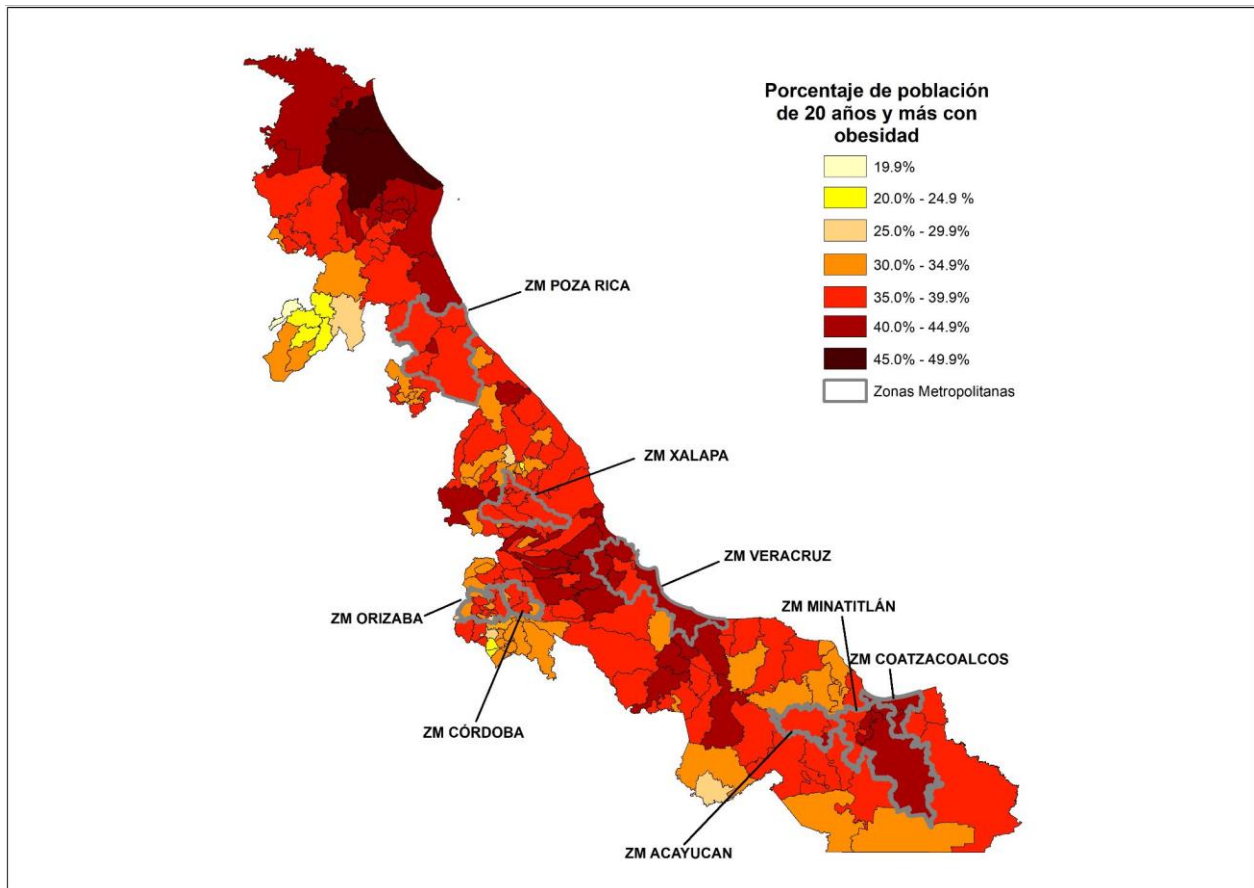 Porcentaje de población
de 20 años y más con
obesidad
19.9%
20.0% - 24.9 %
25.0% - 29.9%
30.0% - 34.9%
35.0% - 39.9%
40.0% - 44.9%
45.0% - 49.9%
Zonas Metropolitanas
ZM POZA RICA
ZM XALAPA
ZM VERACRUZ
ZM ORIZABA
ZM MINATITLÁN
ZM COATZACOALCOS
ZM CÓRDOBA
ZM ACAYUCAN